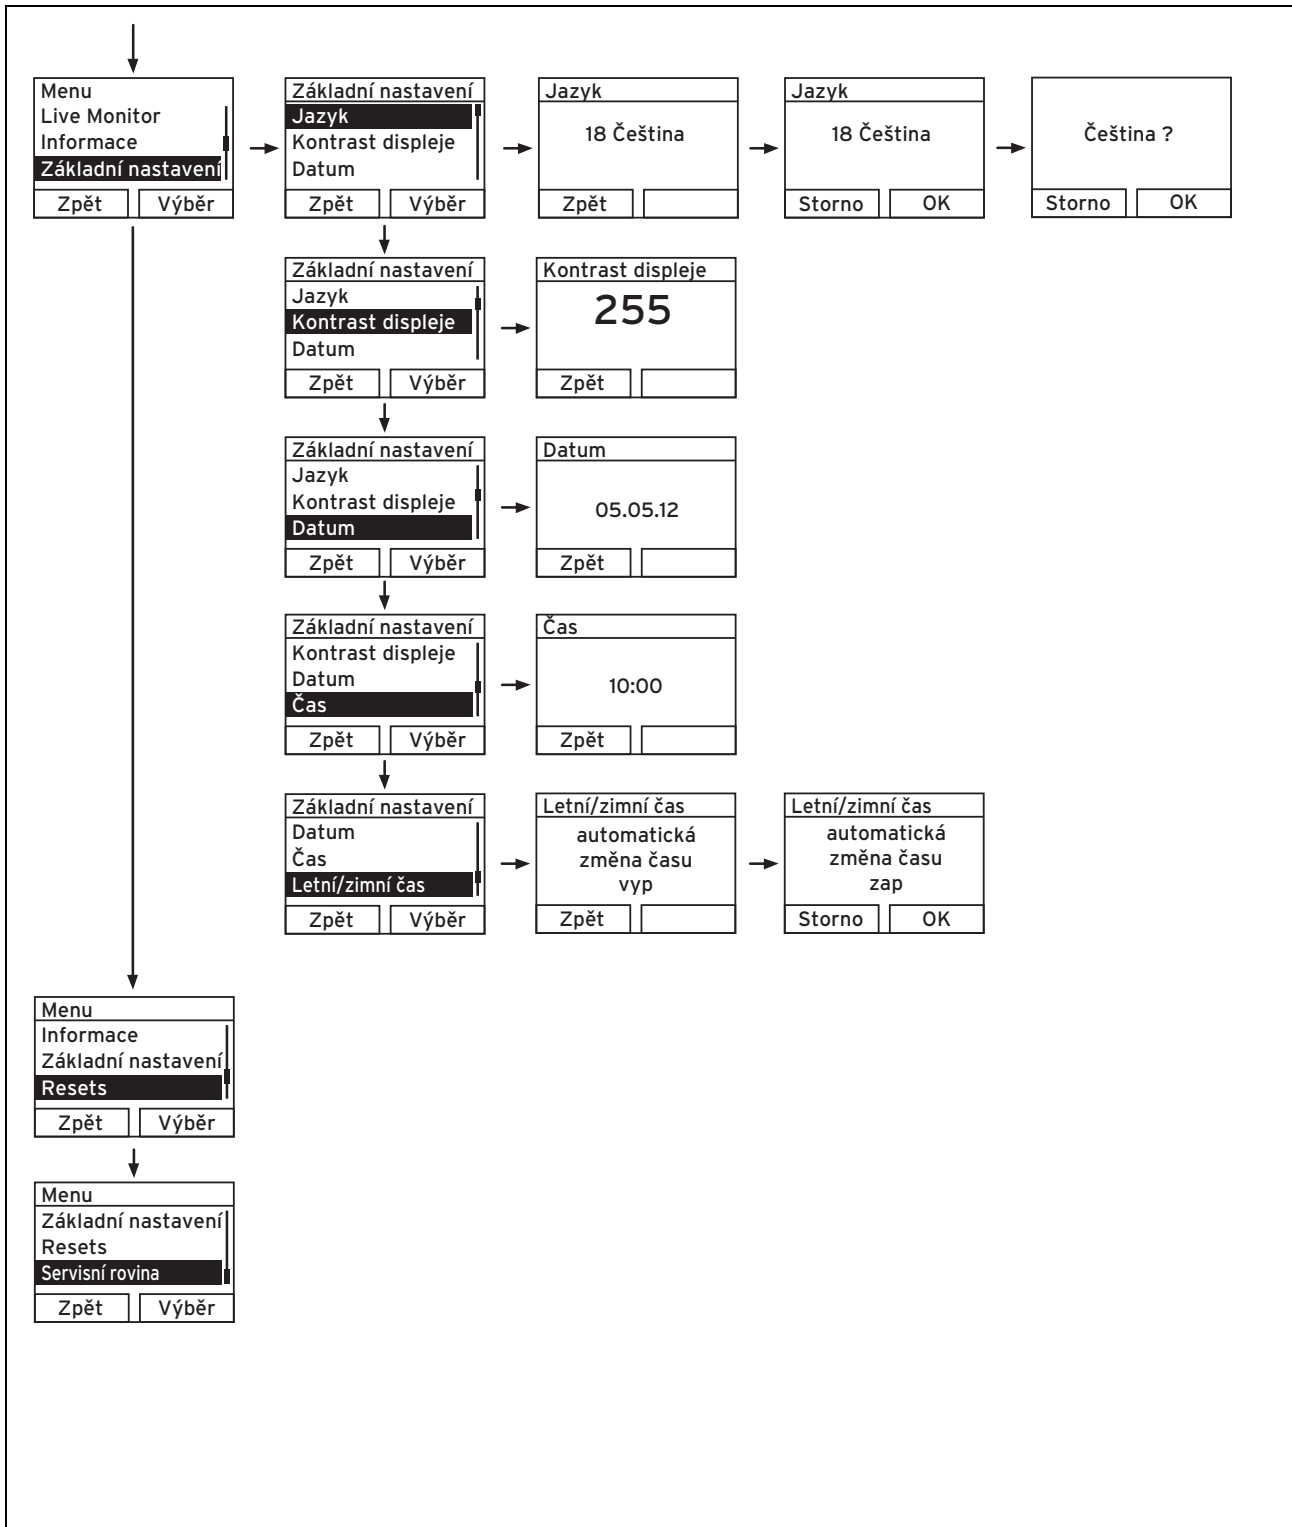 Menu
Live Monitor
Informace
Základní nastavení
Zpět Výběr
Základní nastavení
Jazyk
Kontrast displeje
Datum
Zpět Výběr
Jazyk
18 Čeština
Zpět
Jazyk
18 Čeština
Storno OK
Čeština ?
Storno OK
Základní nastavení
Jazyk
Kontrast displeje
Datum
Zpět Výběr
Kontrast displeje
255
Zpět
Základní nastavení
Jazyk
Kontrast displeje
Datum
Zpět Výběr
Datum
05.05.12
Zpět
Základní nastavení
Kontrast displeje
Datum
Čas
Zpět Výběr
Čas
10:00
Zpět
Základní nastavení
Datum
Čas
Letní/zimní čas
Zpět Výběr
Letní/zimní čas
automatická
změna času
vyp
Zpět
Letní/zimní čas
automatická
změna času
zap
Storno OK
Menu
Informace
Základní nastavení
Resets
Zpět Výběr
Menu
Základní nastavení
Resets
Servisní rovina
Zpět Výběr